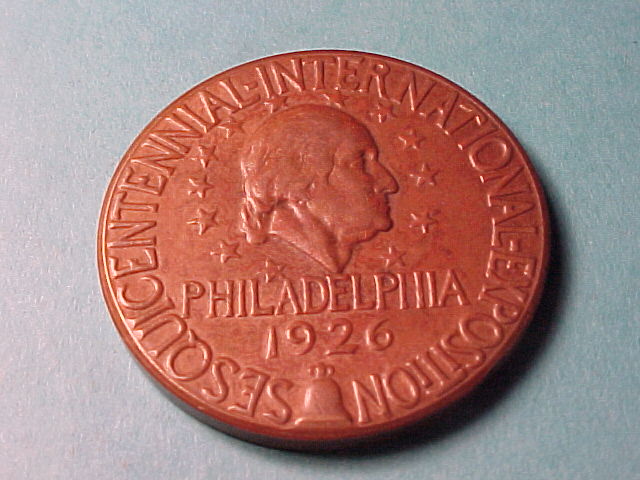 SESQUICENTENNIAL·INTERNATIONAL·EXPOSITION
PHILADELPHIA
1926